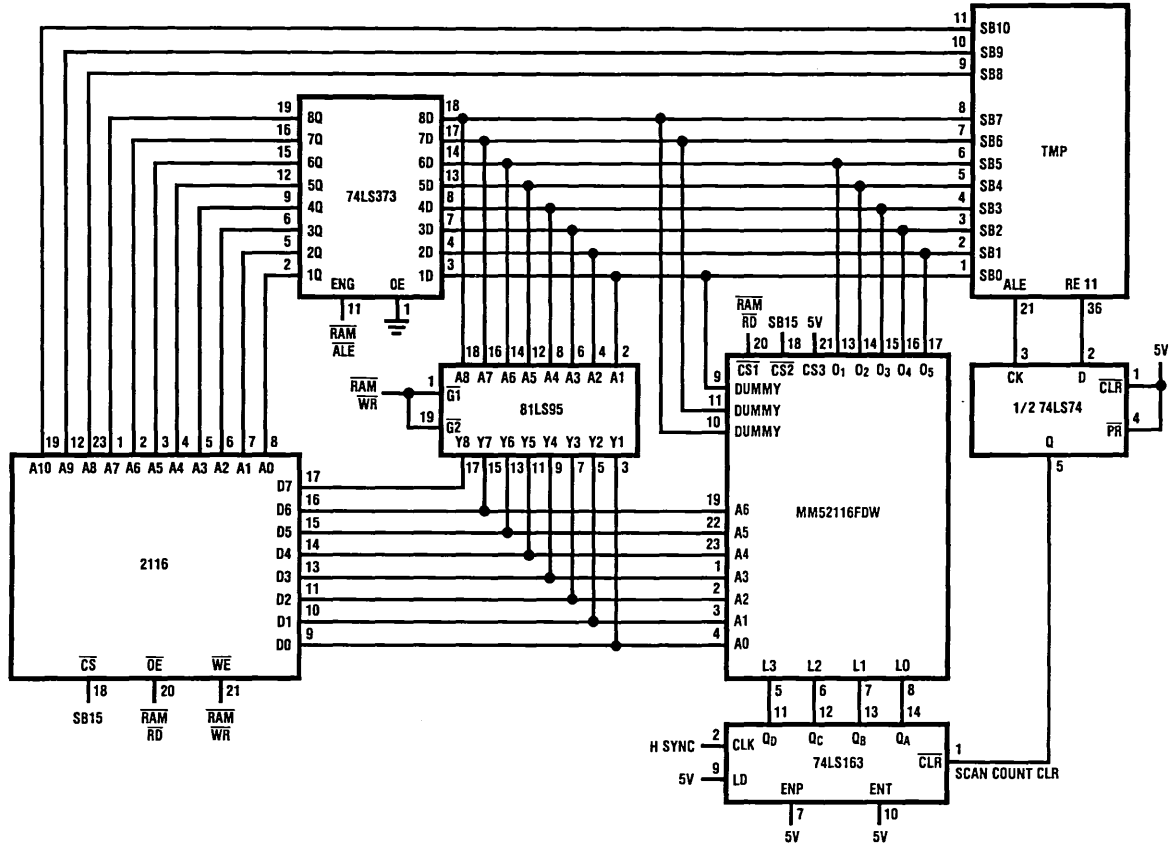 11 SB10
10 SB9
9 SB8
19 8Q 8D 18 8 SB7
16 7Q 7D 17 7 SB6
15 6Q 6D 14 6 SB5
12 5Q 5D 13 5 SB4
9 4Q 4D 8 4 SB3
6 3Q 3D 7 3 SB2
5 2Q 2D 4 2 SB1
2 1Q 1D 3 1 SB0
74LS373
TMP
ENG OE
11 1
RAM
ALE
ALE RE 11
21 36
3 2
CK D
5V
CLR 1
1/2 74LS74
PR 4
Q
5
18 16 14 12 8 6 4 2
A8 A7 A6 A5 A4 A3 A2 A1
RAM
WR
1 G1
81LS95
19 G2
Y8 Y7 Y6 Y5 Y4 Y3 Y2 Y1
17 15 13 11 9 7 5 3
RAM
RD SB15 5V
20 18 21 13 14 15 16 17
CS1 CS2 CS3 O1 O2 O3 O4 O5
9 DUMMY
11 DUMMY
10 DUMMY
MM52116FDW
19 A6
22 A5
23 A4
1 A3
2 A2
3 A1
4 A0
L3 L2 L1 L0
5 6 7 8
19 12 23 1 2 3 4 5 6 7 8
A10 A9 A8 A7 A6 A5 A4 A3 A2 A1 A0
D7 17
D6 16
D5 15
D4 14
D3 13
D2 11
D1 10
D0 9
2116
CS OE WE
18 20 21
SB15 RAM RAM
RD WR
11 12 13 14
QD QC QB QA
H SYNC 2 CLK
74LS163
CLR 1
SCAN COUNT CLR
5V 9 LD
ENP ENT
7 10
5V 5V